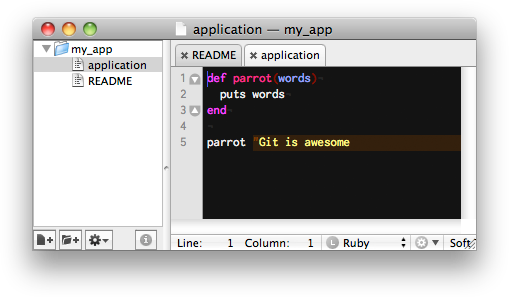 application — my_app
my_app
application
README
README
application
1 def parrot(words)¬
2 puts words¬
3 end¬
4 ¬
5 parrot "Git is awesome
Line: 1 Column: 1 L Ruby Soft